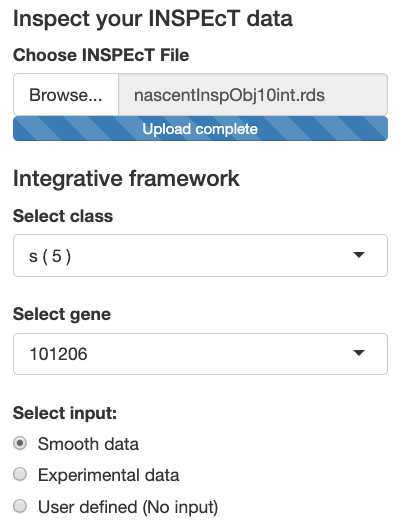 Inspect your INSPEcT data
Choose INSPEcT File
Browse... nascentInspObj10int.rds
Upload complete
Integrative framework
Select class
s ( 5 )
Select gene
101206
Select input:
Smooth data
Experimental data
User defined (No input)